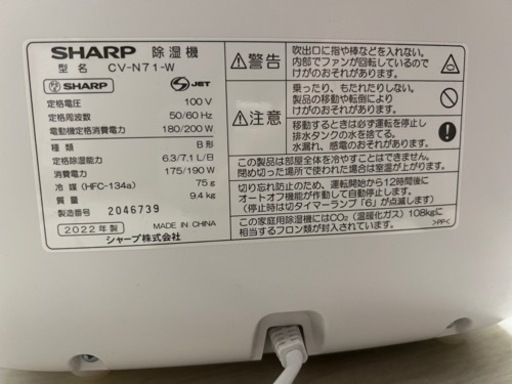 SHARP 除湿機
型 名 CV-N71-W
SHARP
S JET
定格電圧 100 V
定格周波数 50/60 Hz
電動機定格消費電力 180/200 W
種 類 B 形
定格除湿能力 6.3/7.1 L/日
消費電力 175/190 W
冷 媒 (HFC-134a) 75 g
質 量 9.4 kg
製造番号 2046739
2022年製 MADE IN CHINA
シャープ株式会社
警告
吹出口に指や棒などを入れない。
内部でファンが回転しているので
けがのおそれがあります。
注意
乗ったり、もたれたりしない。
製品の移動や転倒により
けがのおそれがあります。
移動するときは必ず運転を停止し
排水タンクの水を捨てる。
水漏れ、感電のおそれがあります。
この製品は部屋全体を冷やすことはできません。
閉め切った場所で運転すると室温が上がります。
切り忘れ防止のため、運転開始から12時間後に
オートオフ機能が作動して自動停止します。
(停止時は切タイマーランプ「6」が点滅します)
この家庭用除湿機にはCO₂(温暖化ガス)108kgに
相当するフロン類が封入されています。
>PP<